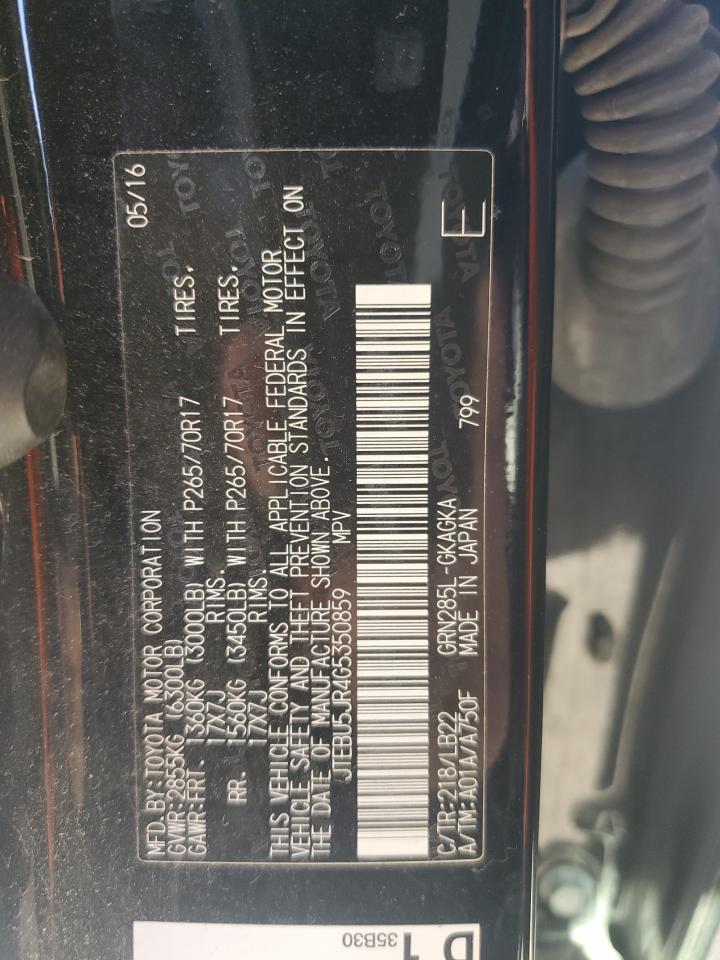 MFD.BY:TOYOTA MOTOR CORPORATION 05/16
GVWR:2855KG (6300LB)
GAWR:FRT. 1360KG (3000LB) WITH P265/70R17 TIRES.
17X7J RIMS.
RR. 1560KG (3450LB) WITH P265/70R17 TIRES.
17X7J RIMS.
THIS VEHICLE CONFORMS TO ALL APPLICABLE FEDERAL MOTOR
VEHICLE SAFETY AND THEFT PREVENTION STANDARDS IN EFFECT ON
THE DATE OF MANUFACTURE SHOWN ABOVE.
JTEBU5JR4G5350859 MPV
C/TR:218/LB22 GRN285L-GKAGKA
A/TM:A01A/A750F MADE IN JAPAN 799 E
35B30